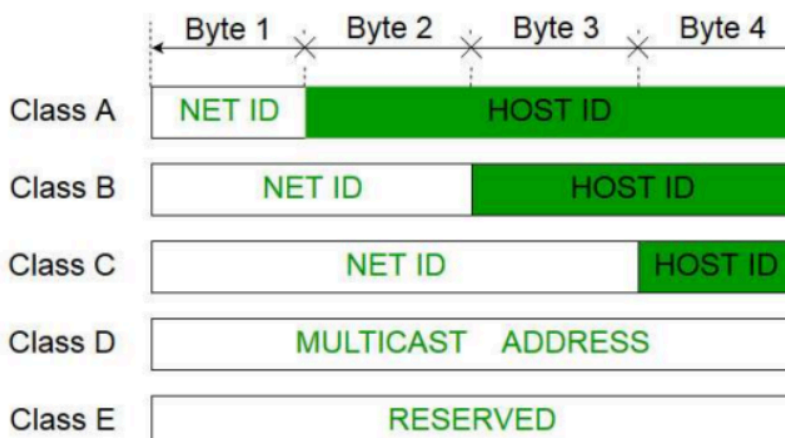 Byte 1 Byte 2 Byte 3 Byte 4
Class A NET ID HOST ID
Class B NET ID HOST ID
Class C NET ID HOST ID
Class D MULTICAST ADDRESS
Class E RESERVED